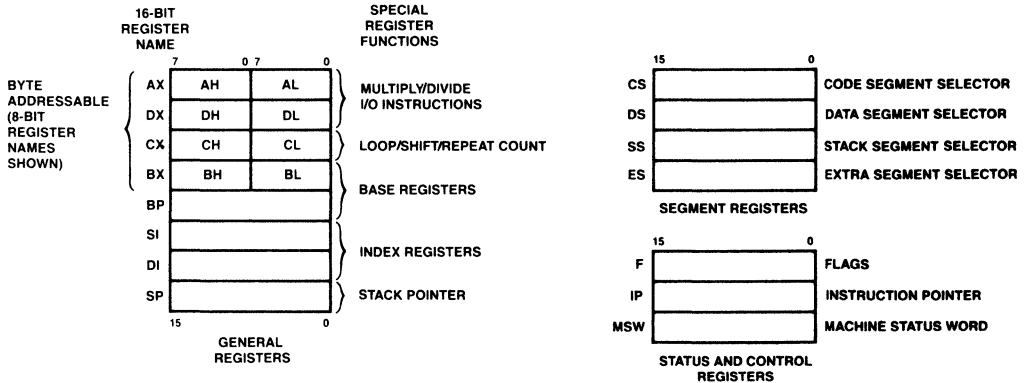 16-BIT
REGISTER
NAME
SPECIAL
REGISTER
FUNCTIONS
7 0 7 0
BYTE
ADDRESSABLE
(8-BIT
REGISTER
NAMES
SHOWN)
AX AH AL
DX DH DL
MULTIPLY/DIVIDE
I/O INSTRUCTIONS
CX CH CL LOOP/SHIFT/REPEAT COUNT
BX BH BL
BASE REGISTERS
BP
SI
INDEX REGISTERS
DI
SP STACK POINTER
15 0
GENERAL
REGISTERS
15 0
CS CODE SEGMENT SELECTOR
DS DATA SEGMENT SELECTOR
SS STACK SEGMENT SELECTOR
ES EXTRA SEGMENT SELECTOR
SEGMENT REGISTERS
15 0
F FLAGS
IP INSTRUCTION POINTER
MSW MACHINE STATUS WORD
STATUS AND CONTROL
REGISTERS